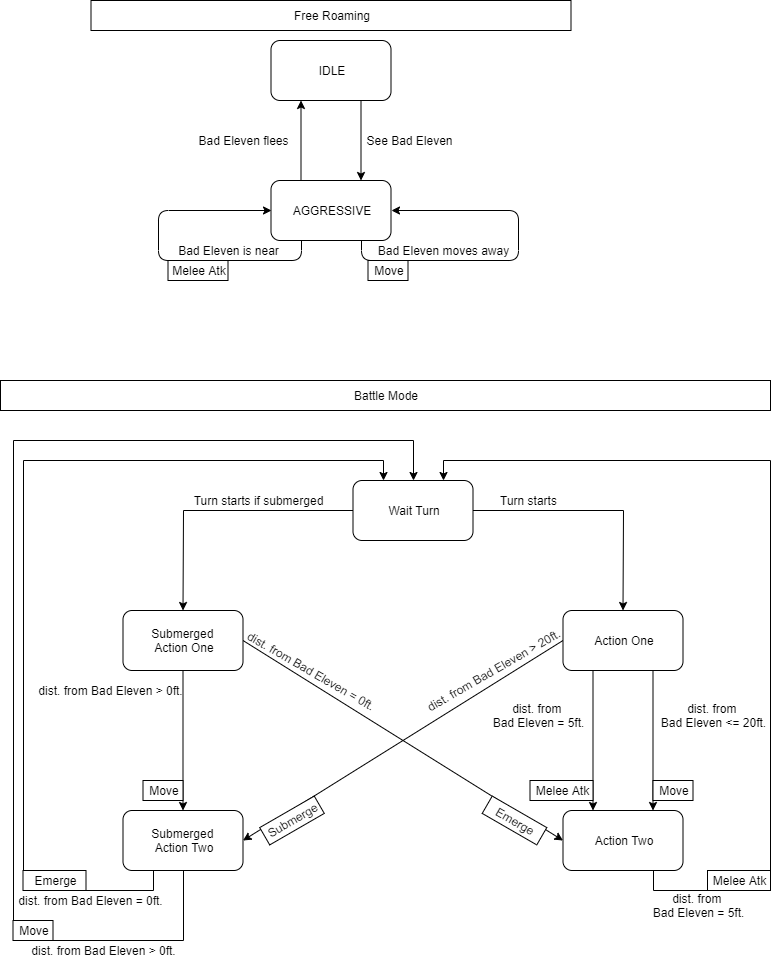 Free Roaming
IDLE
Bad Eleven flees
See Bad Eleven
AGGRESSIVE
Bad Eleven is near
Bad Eleven moves away
Melee Atk
Move
Battle Mode
Turn starts if submerged
Wait Turn
Turn starts
Submerged
Action One
Action One
dist. from Bad Eleven = 0ft.
dist. from Bad Eleven > 20ft.
dist. from Bad Eleven > 0ft.
dist. from
Bad Eleven = 5ft.
dist. from
Bad Eleven <= 20ft.
Move
Melee Atk
Move
Submerge
Emerge
Submerged
Action Two
Action Two
Emerge
dist. from Bad Eleven = 0ft.
Melee Atk
dist. from
Bad Eleven = 5ft.
Move
dist. from Bad Eleven > 0ft.